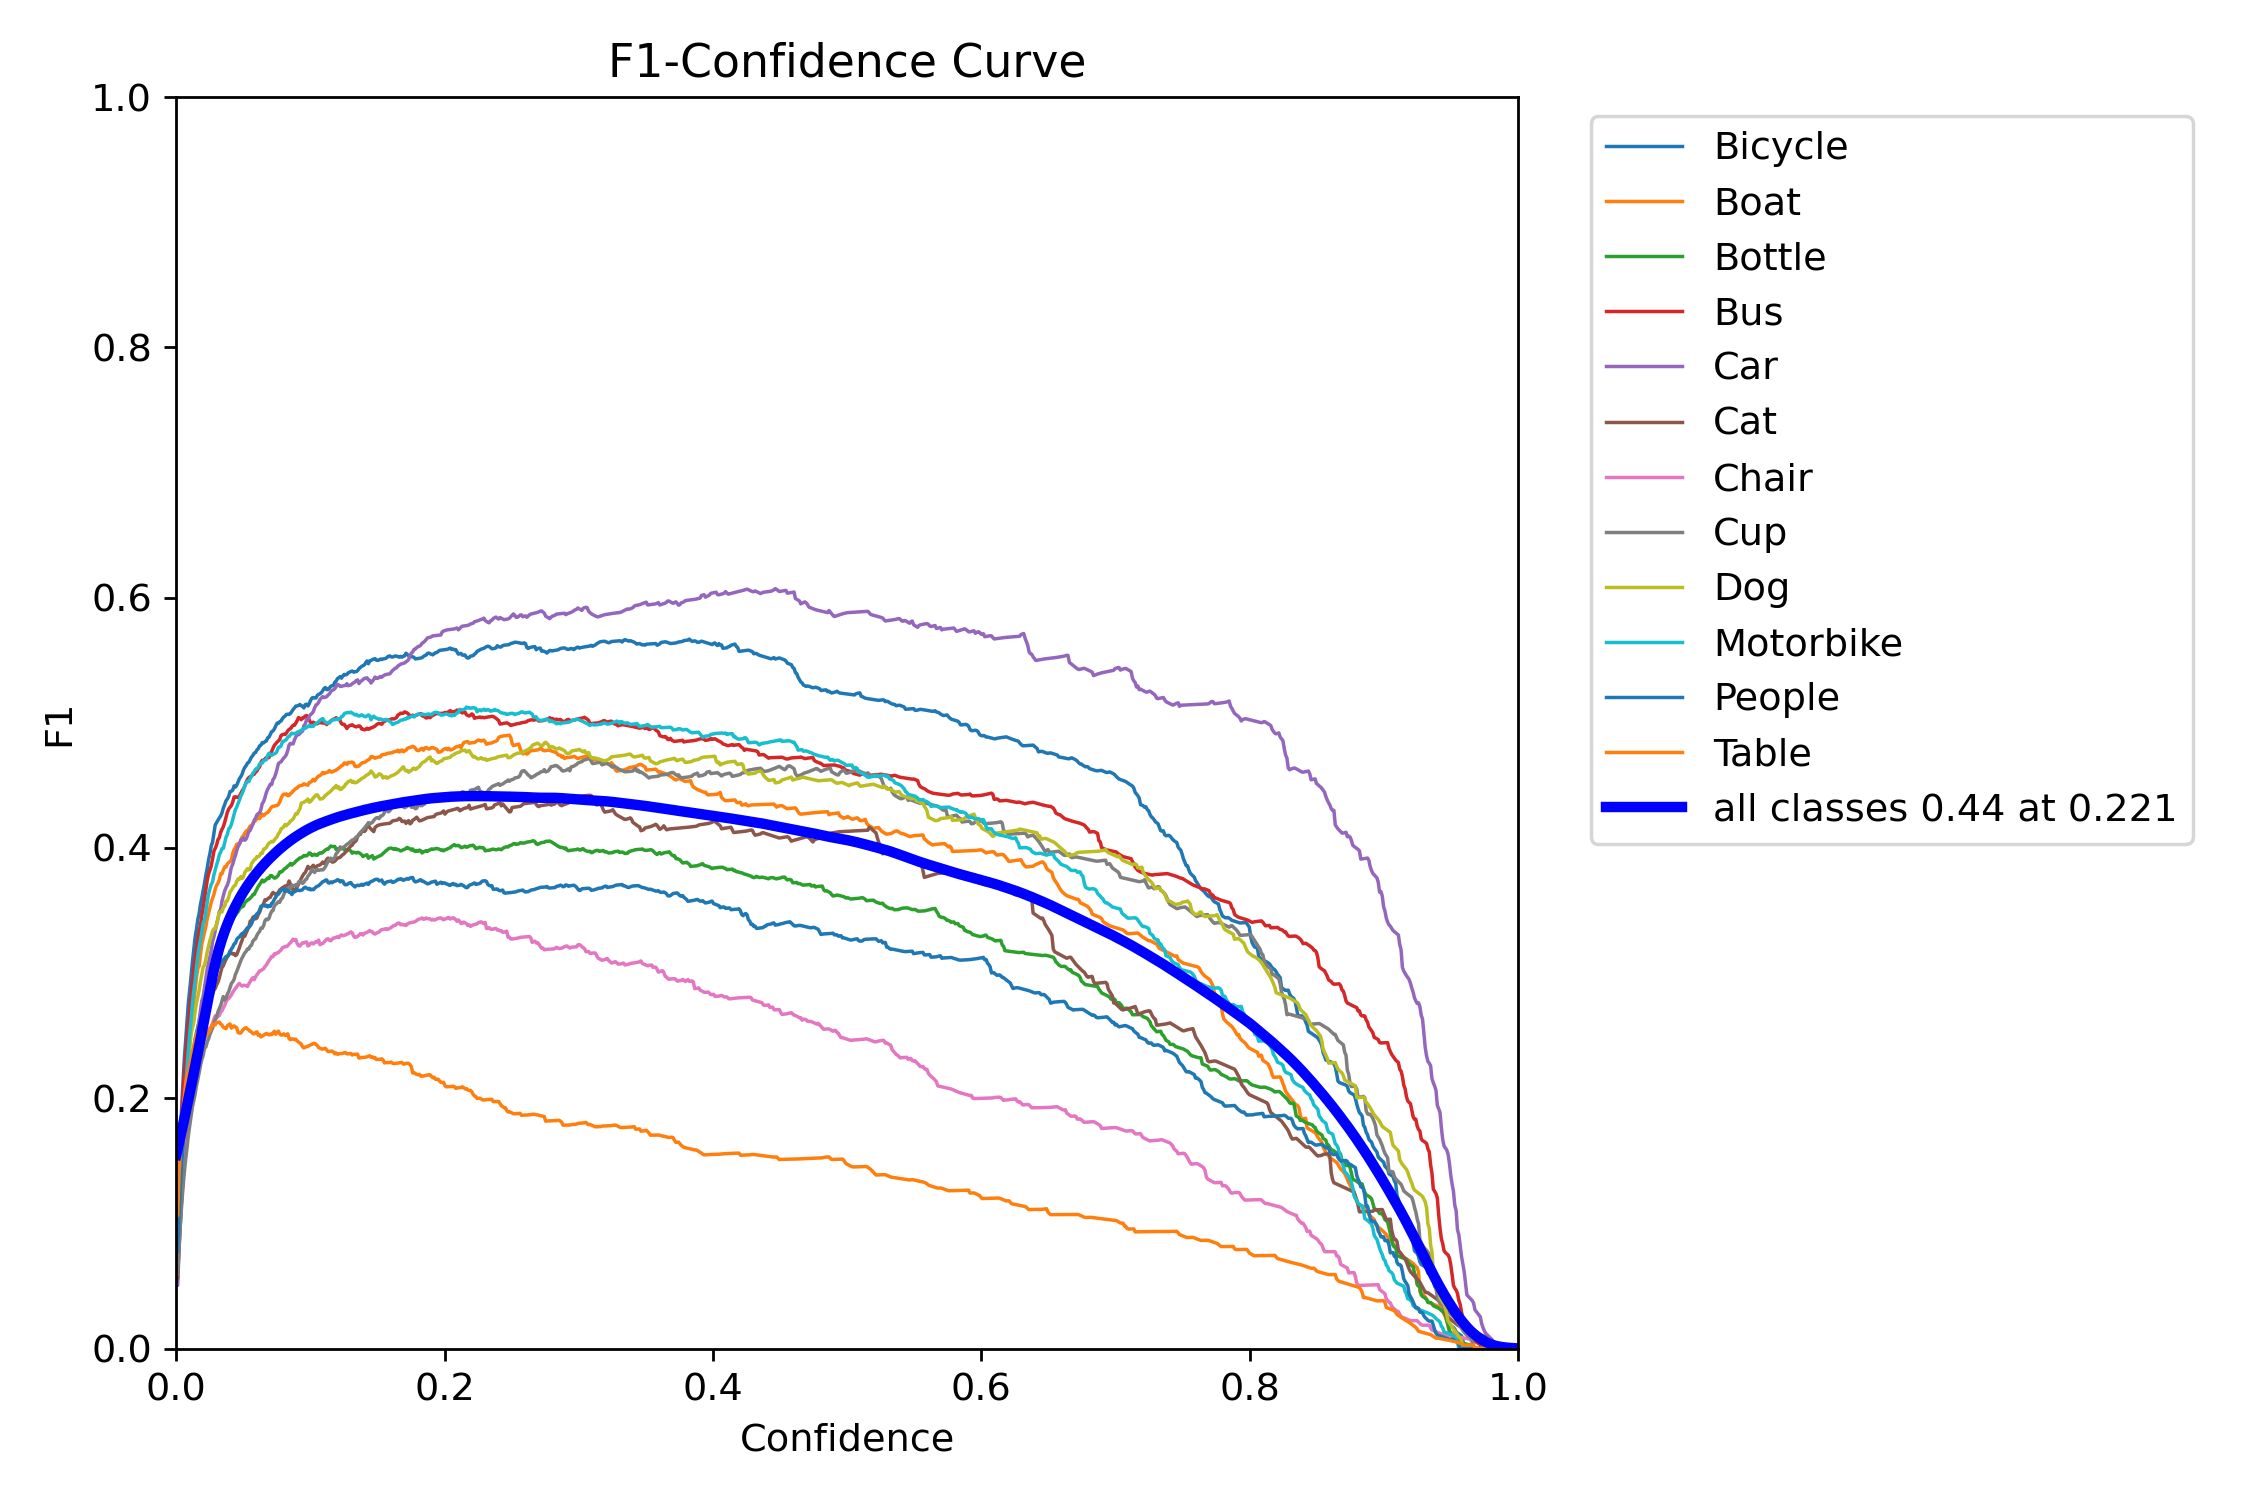 F1-Confidence Curve
1.0
0.8
0.6
0.4
0.2
0.0
F1
0.0 0.2 0.4 0.6 0.8 1.0
Confidence
Bicycle
Boat
Bottle
Bus
Car
Cat
Chair
Cup
Dog
Motorbike
People
Table
all classes 0.44 at 0.221